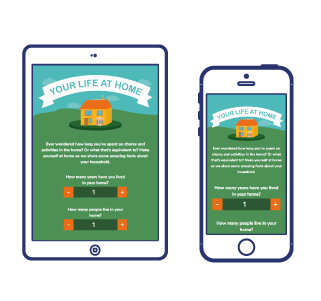 YOUR LIFE AT HOME
Ever wondered how long you've spent on chores and
activities in the home? Or what that's equivalent to? Make
yourself at home as we share some amazing facts about
your household.
How many years have you lived
in your home?
- 1 +
How many people live in your
home?
- 1 +
YOUR LIFE AT HOME
Ever wondered how long you've spent on
chores and activities in the home? Or what
that's equivalent to? Make yourself at home
as we share some amazing facts about
your household.
How many years have you lived
in your home?
- 1 +
How many people live in your
home?